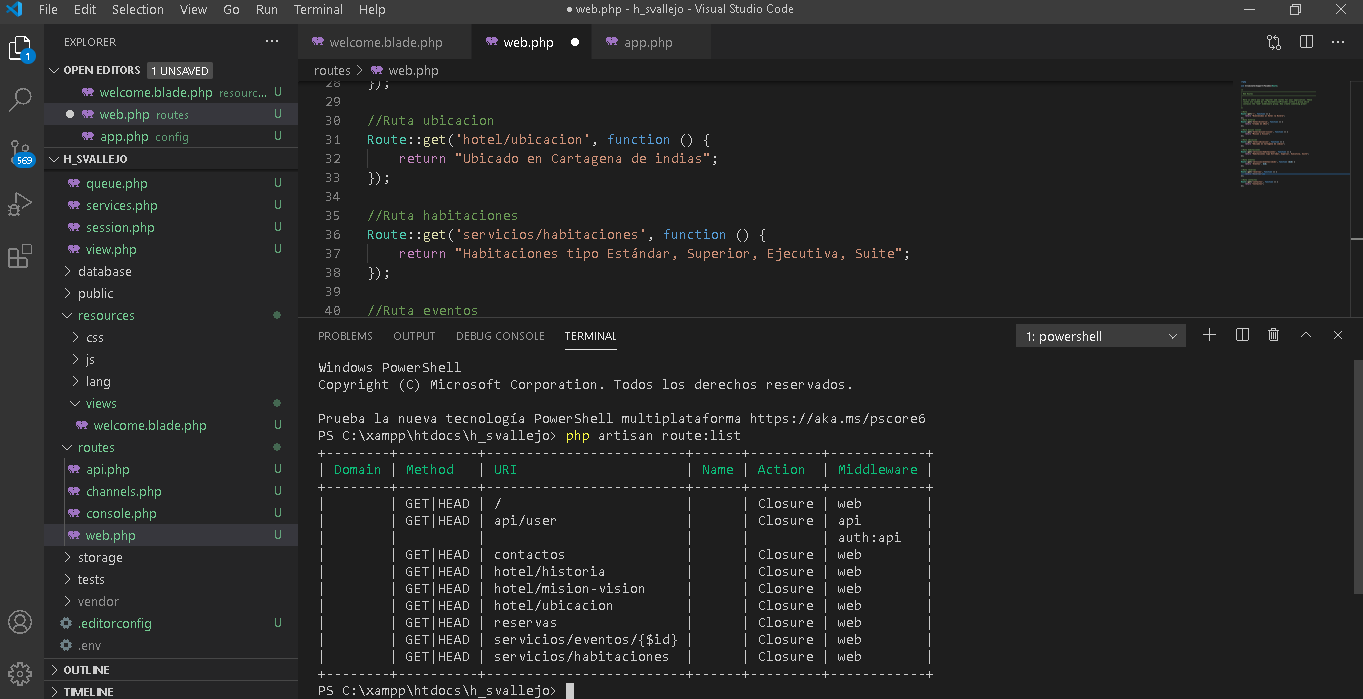 File Edit Selection View Go Run Terminal Help
● web.php - h_svallejo - Visual Studio Code
1
569
EXPLORER ...
OPEN EDITORS 1 UNSAVED
welcome.blade.php resourc... U
web.php routes U
app.php config U
H_SVALLEJO
queue.php U
services.php U
session.php U
view.php U
database
public
resources
css
js
lang
views
welcome.blade.php U
routes
api.php U
channels.php U
console.php U
web.php U
storage
tests
vendor
.editorconfig U
.env
OUTLINE
TIMELINE
welcome.blade.php web.php app.php
routes > web.php
28 });
29
30 //Ruta ubicacion
31 Route::get('hotel/ubicacion', function () {
32 return "Ubicado en Cartagena de indias";
33 });
34
35 //Ruta habitaciones
36 Route::get('servicios/habitaciones', function () {
37 return "Habitaciones tipo Estándar, Superior, Ejecutiva, Suite";
38 });
39
40 //Ruta eventos
PROBLEMS OUTPUT DEBUG CONSOLE TERMINAL 1: powershell
Windows PowerShell
Copyright (C) Microsoft Corporation. Todos los derechos reservados.
Prueba la nueva tecnología PowerShell multiplataforma https://aka.ms/pscore6
PS C:\xampp\htdocs\h_svallejo> php artisan route:list
+--------+----------+-------------------------+------+---------+------------+
| Domain | Method | URI | Name | Action | Middleware |
+--------+----------+-------------------------+------+---------+------------+
| | GET|HEAD | / | | Closure | web |
| | GET|HEAD | api/user | | Closure | api |
| | | | | | auth:api |
| | GET|HEAD | contactos | | Closure | web |
| | GET|HEAD | hotel/historia | | Closure | web |
| | GET|HEAD | hotel/mision-vision | | Closure | web |
| | GET|HEAD | hotel/ubicacion | | Closure | web |
| | GET|HEAD | reservas | | Closure | web |
| | GET|HEAD | servicios/eventos/{$id} | | Closure | web |
| | GET|HEAD | servicios/habitaciones | | Closure | web |
+--------+----------+-------------------------+------+---------+------------+
PS C:\xampp\htdocs\h_svallejo>